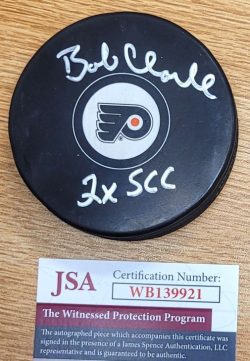 Bob Clarke
2x SCC
JSA
Certification Number:
WB139921
The Witnessed Protection Program
The autographed piece which accompanies this certificate was
signed in the presence of a James Spence Authentication, LLC
representative and is guaranteed to be authentic.